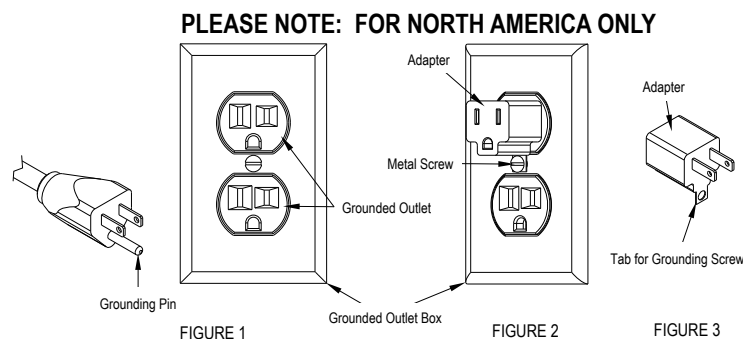 PLEASE NOTE: FOR NORTH AMERICA ONLY
Adapter
Adapter
Metal Screw
Grounded Outlet
Tab for Grounding Screw
Grounding Pin
Grounded Outlet Box
FIGURE 1
FIGURE 2
FIGURE 3